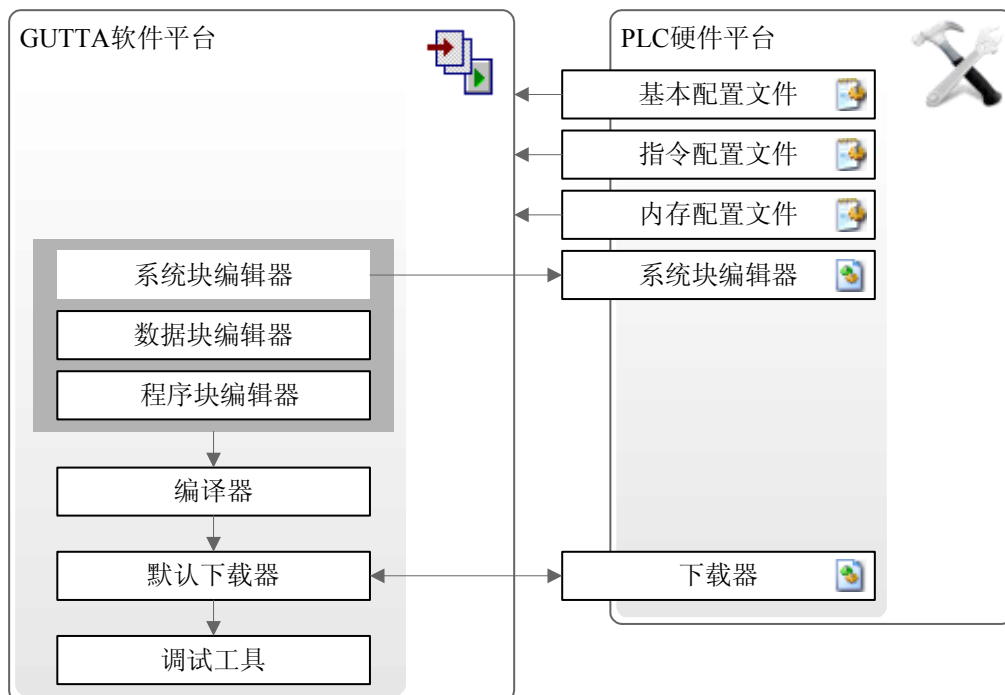 GUTTA软件平台
系统块编辑器
数据块编辑器
程序块编辑器
编译器
默认下载器
调试工具
PLC硬件平台
基本配置文件
指令配置文件
内存配置文件
系统块编辑器
下载器